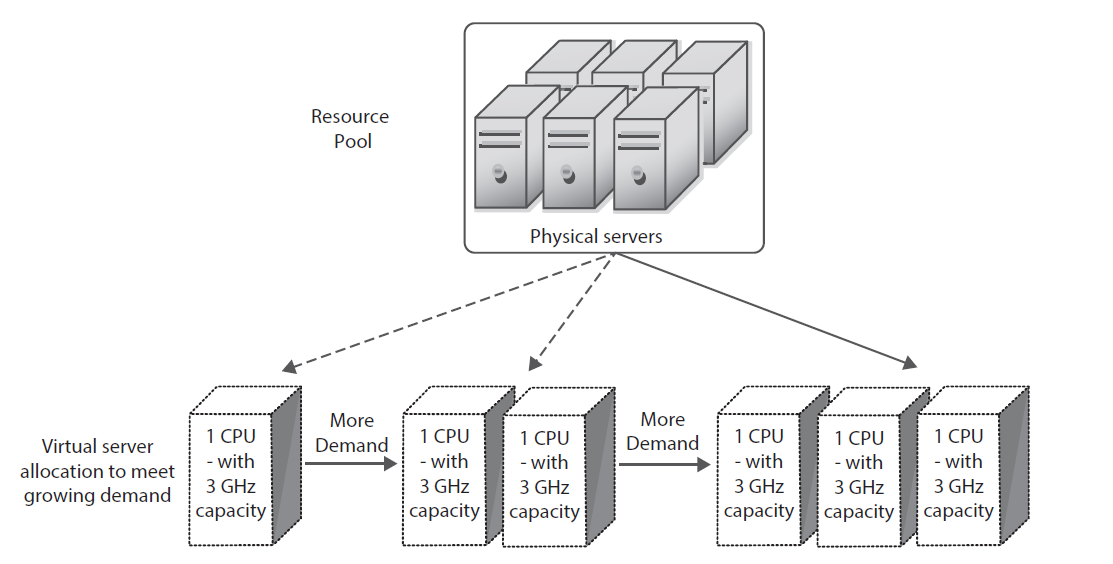 Resource
Pool
Physical servers
Virtual server
allocation to meet
growing demand
1 CPU
- with
3 GHz
capacity
More
Demand
1 CPU
- with
3 GHz
capacity
1 CPU
- with
3 GHz
capacity
More
Demand
1 CPU
- with
3 GHz
capacity
1 CPU
- with
3 GHz
capacity
1 CPU
- with
3 GHz
capacity